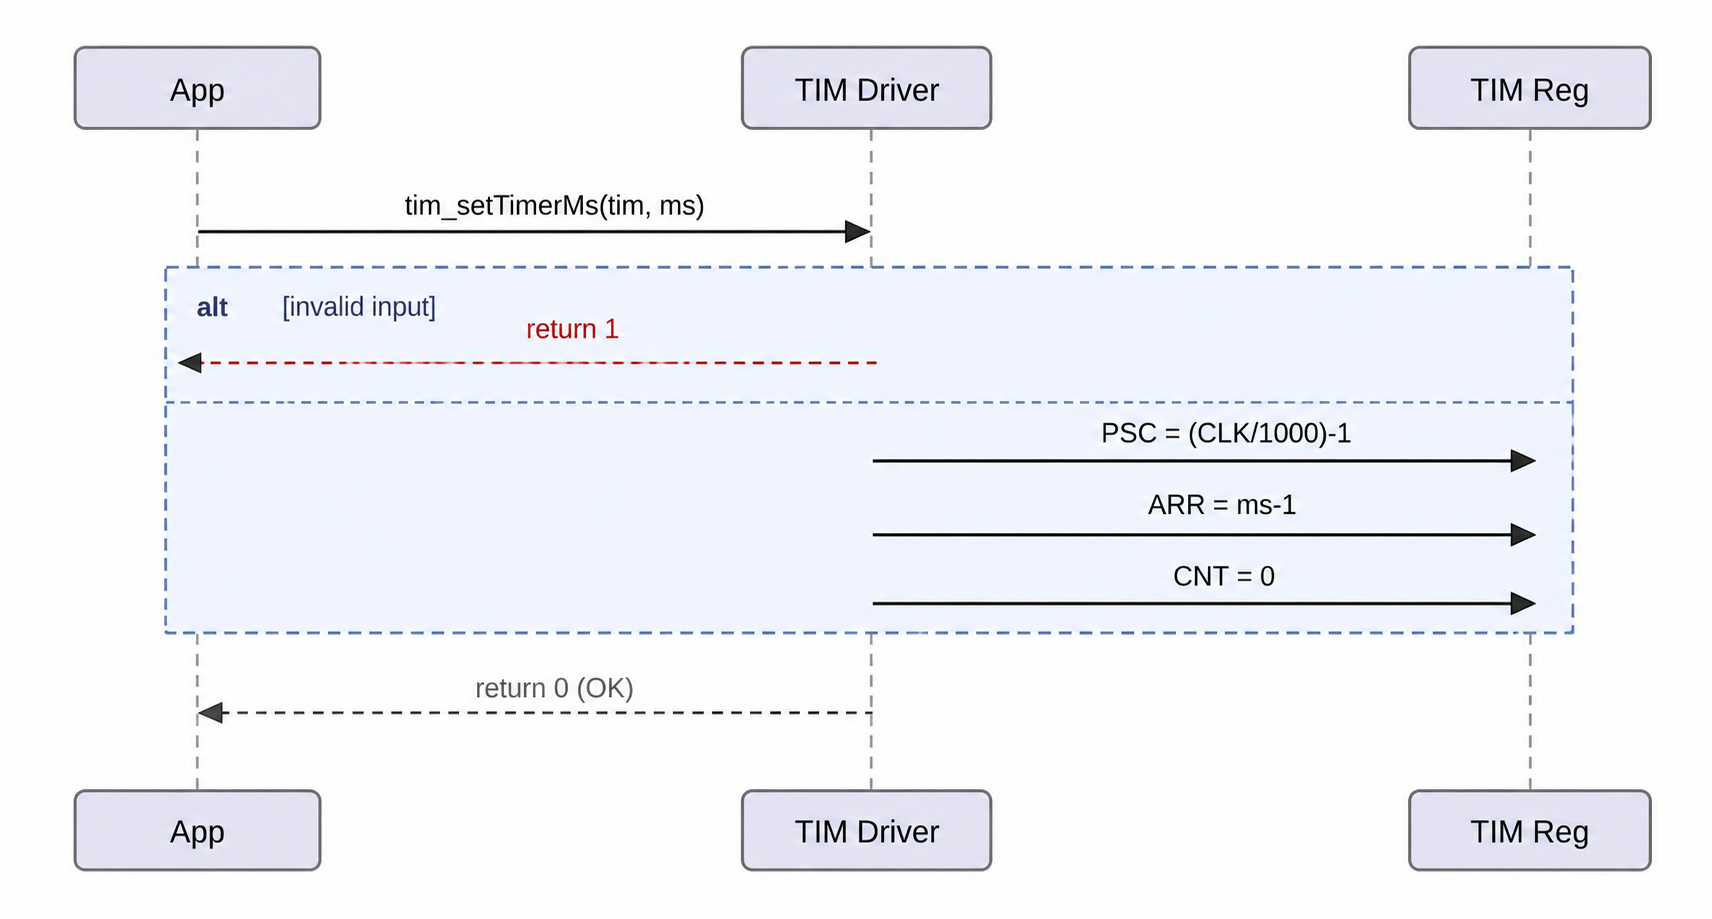 App
TIM Driver
TIM Reg
tim_setTimerMs(tim, ms)
alt [invalid input]
return 1
PSC = (CLK/1000)-1
ARR = ms-1
CNT = 0
return 0 (OK)
App
TIM Driver
TIM Reg